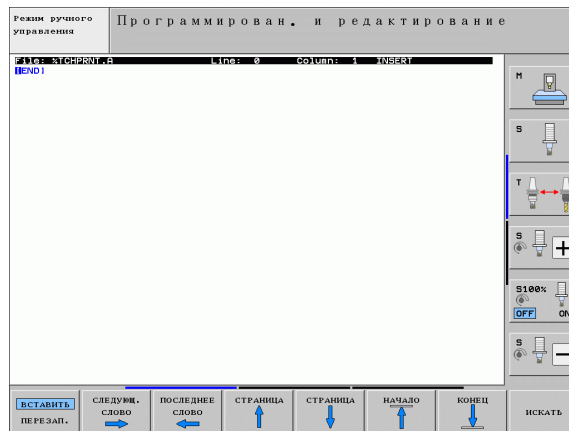 Режим ручного
управления
Программирован. и редактирование
File: %TCHPRNT.A Line: 0 Column: 1 INSERT
[END]
M
S
T
S
+
S100%
OFF ON
S
−
ВСТАВИТЬ
ПЕРЕЗАП.
СЛЕДУЮЩ.
СЛОВО
ПОСЛЕДНЕЕ
СЛОВО
СТРАНИЦА
СТРАНИЦА
НАЧАЛО
КОНЕЦ
ИСКАТЬ